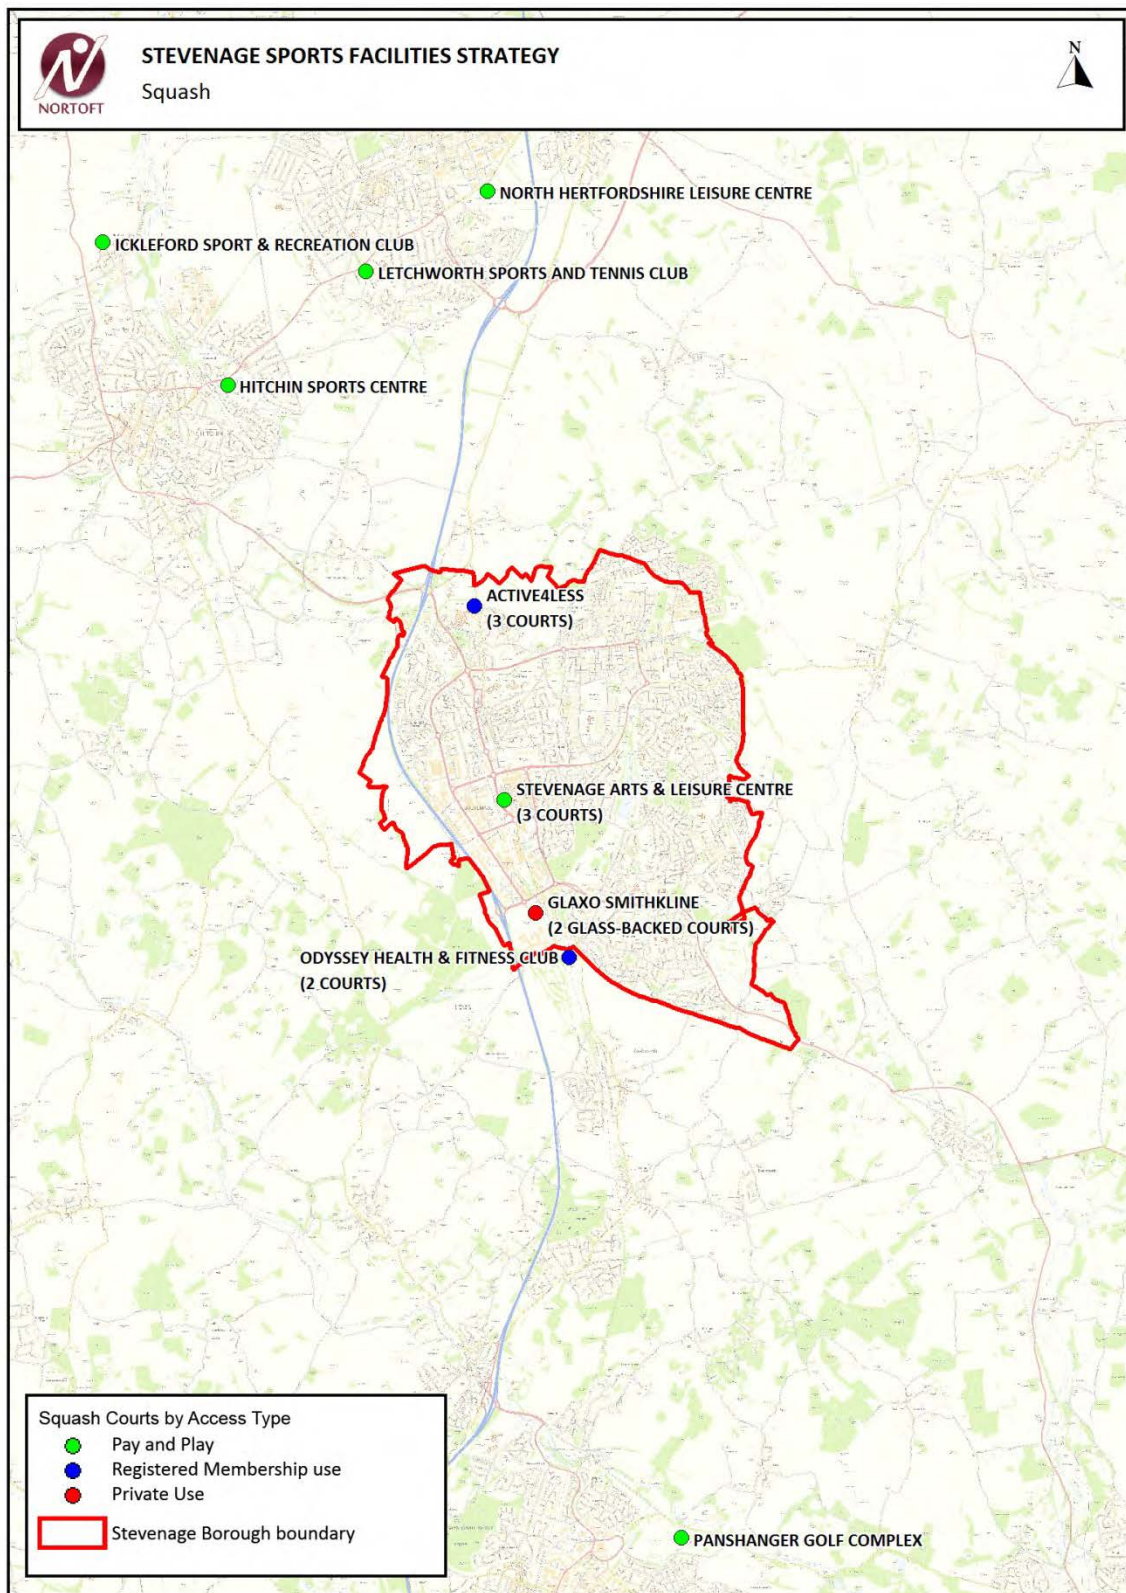 STEVENAGE SPORTS FACILITIES STRATEGY
Squash
NORTOFT
N
NORTH HERTFORDSHIRE LEISURE CENTRE
ICKLEFORD SPORT & RECREATION CLUB
LETCHWORTH SPORTS AND TENNIS CLUB
HITCHIN SPORTS CENTRE
ACTIVE4LESS
(3 COURTS)
STEVENAGE ARTS & LEISURE CENTRE
(3 COURTS)
GLAXO SMITHKLINE
(2 GLASS-BACKED COURTS)
ODYSSEY HEALTH & FITNESS CLUB
(2 COURTS)
Squash Courts by Access Type
Pay and Play
Registered Membership use
Private Use
Stevenage Borough boundary
PANSHANGER GOLF COMPLEX